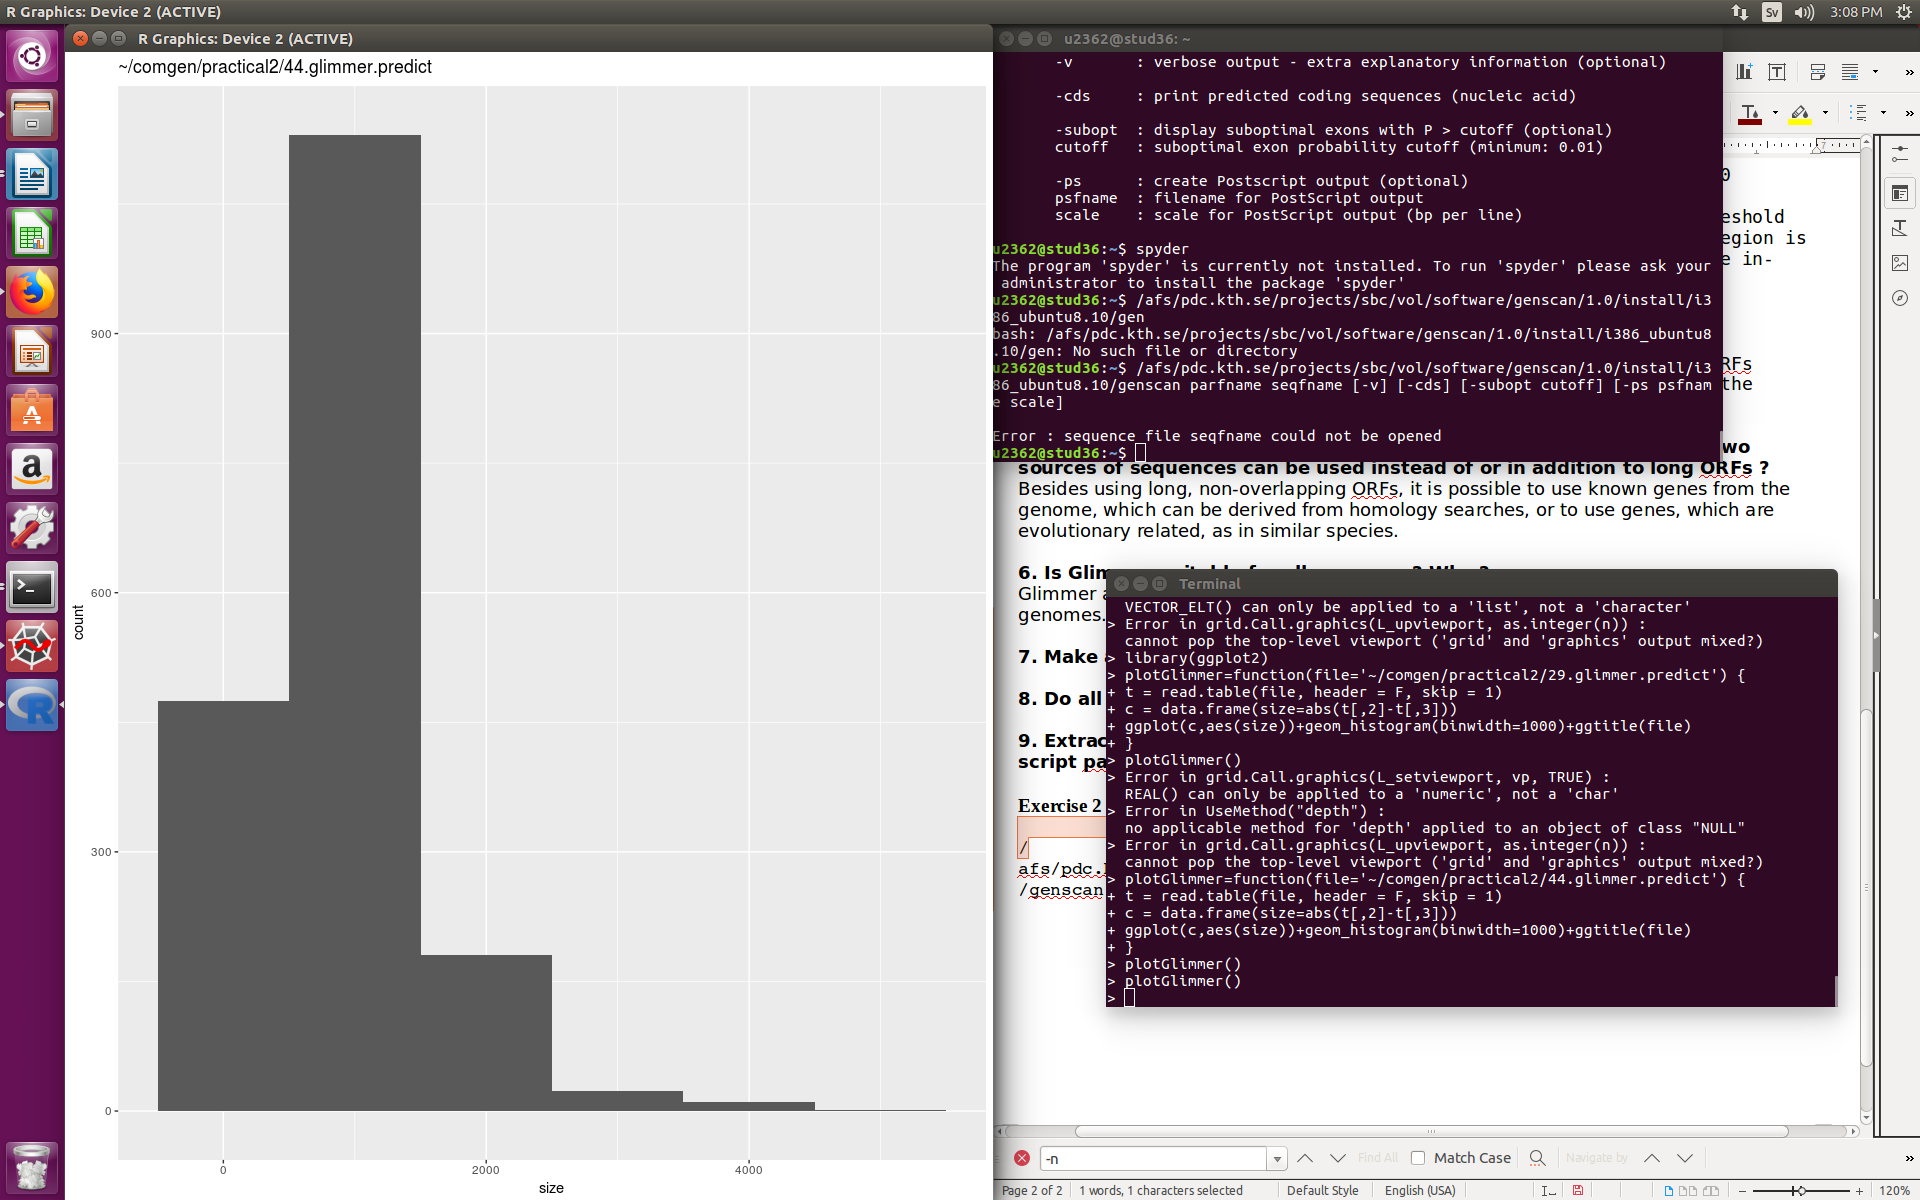 R Graphics: Device 2 (ACTIVE)
Sv
3:08 PM
R Graphics: Device 2 (ACTIVE)
~/comgen/practical2/44.glimmer.predict
900
600
300
0
count
0
2000
4000
size
u2362@stud36: ~
-v : verbose output - extra explanatory information (optional)
-cds : print predicted coding sequences (nucleic acid)
-subopt : display suboptimal exons with P > cutoff (optional)
cutoff : suboptimal exon probability cutoff (minimum: 0.01)
-ps : create Postscript output (optional)
psfname : filename for PostScript output
scale : scale for PostScript output (bp per line)
u2362@stud36:~$ spyder
The program 'spyder' is currently not installed. To run 'spyder' please ask your
administrator to install the package 'spyder'
u2362@stud36:~$ /afs/pdc.kth.se/projects/sbc/vol/software/genscan/1.0/install/i3
86_ubuntu8.10/gen
bash: /afs/pdc.kth.se/projects/sbc/vol/software/genscan/1.0/install/i386_ubuntu8
.10/gen: No such file or directory
u2362@stud36:~$ /afs/pdc.kth.se/projects/sbc/vol/software/genscan/1.0/install/i3
86_ubuntu8.10/genscan parfname seqfname [-v] [-cds] [-subopt cutoff] [-ps psfnam
e scale]
Error : sequence file seqfname could not be opened
u2362@stud36:~$
7
0
eshold
egion is
e in-
RFs
the
wo
sources of sequences can be used instead of or in addition to long ORFs ?
Besides using long, non-overlapping ORFs, it is possible to use known genes from the
genome, which can be derived from homology searches, or to use genes, which are
evolutionary related, as in similar species.
6. Is Glim
Glimmer a
genomes.
7. Make
8. Do all
9. Extrac
script pa
Exercise 2
/
afs/pdc.
/genscan
Terminal
VECTOR_ELT() can only be applied to a 'list', not a 'character'
> Error in grid.Call.graphics(L_upviewport, as.integer(n)) :
cannot pop the top-level viewport ('grid' and 'graphics' output mixed?)
> library(ggplot2)
> plotGlimmer=function(file='~/comgen/practical2/29.glimmer.predict') {
+ t = read.table(file, header = F, skip = 1)
+ c = data.frame(size=abs(t[,2]-t[,3]))
+ ggplot(c,aes(size))+geom_histogram(binwidth=1000)+ggtitle(file)
+ }
> plotGlimmer()
> Error in grid.Call.graphics(L_setviewport, vp, TRUE) :
REAL() can only be applied to a 'numeric', not a 'char'
> Error in UseMethod("depth") :
no applicable method for 'depth' applied to an object of class "NULL"
> Error in grid.Call.graphics(L_upviewport, as.integer(n)) :
cannot pop the top-level viewport ('grid' and 'graphics' output mixed?)
> plotGlimmer=function(file='~/comgen/practical2/44.glimmer.predict') {
+ t = read.table(file, header = F, skip = 1)
+ c = data.frame(size=abs(t[,2]-t[,3]))
+ ggplot(c,aes(size))+geom_histogram(binwidth=1000)+ggtitle(file)
+ }
> plotGlimmer()
> plotGlimmer()
>
-n
Find All
Match Case
Navigate by
Page 2 of 2
1 words, 1 characters selected
Default Style
English (USA)
120%